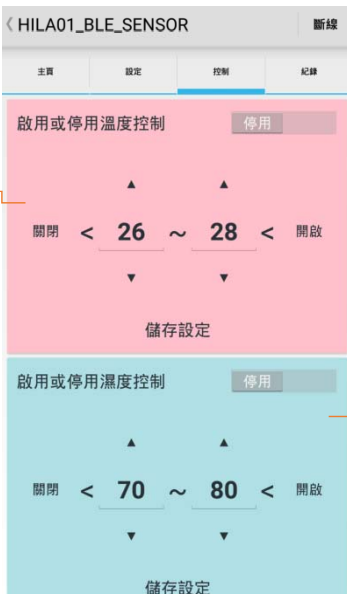 HILA01_BLE_SENSOR 斷線
主頁 設定 控制 紀錄
啟用或停用溫度控制 停用
▲ ▲
關閉 < 26 ~ 28 < 開啟
▼ ▼
儲存設定
啟用或停用濕度控制 停用
▲ ▲
關閉 < 70 ~ 80 < 開啟
▼ ▼
儲存設定